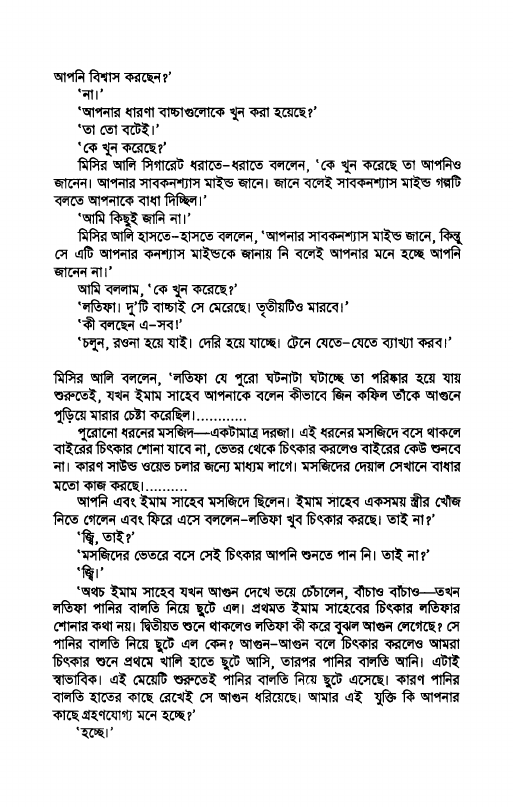 আপনি বিশ্বাস করছেন?’
‘না।’
‘আপনার ধারণা বাচ্চাগুলোকে খুন করা হয়েছে?’
‘তা তো বটেই।’
‘কে খুন করেছে?’
মিসির আলি সিগারেট ধরাতে–ধরাতে বললেন, ‘কে খুন করেছে তা আপনিও
জানেন। আপনার সাবকনশ্যাস মাইন্ড জানে। জানে বলেই সাবকনশ্যাস মাইন্ড গল্পটি
বলতে আপনাকে বাধা দিচ্ছিল।’
‘আমি কিছুই জানি না।’
মিসির আলি হাসতে–হাসতে বললেন, ‘আপনার সাবকনশ্যাস মাইন্ড জানে, কিন্তু
সে এটি আপনার কনশ্যাস মাইন্ডকে জানায় নি বলেই আপনার মনে হচ্ছে আপনি
জানেন না।’
আমি বললাম, ‘কে খুন করেছে?’
‘লতিফা। দু’টি বাচ্চাই সে মেরেছে। তৃতীয়টিও মারবে।’
‘কী বলছেন এ–সব!’
‘চলুন, রওনা হয়ে যাই। দেরি হয়ে যাচ্ছে। ট্রেনে যেতে–যেতে ব্যাখ্যা করব।’
মিসির আলি বললেন, ‘লতিফা যে পুরো ঘটনাটা ঘটাচ্ছে তা পরিষ্কার হয়ে যায়
শুরুতেই, যখন ইমাম সাহেব আপনাকে বলেন কীভাবে জিন কফিল তাঁকে আগুনে
পুড়িয়ে মারার চেষ্টা করেছিল।............
পুরোনো ধরনের মসজিদ—একটামাত্র দরজা। এই ধরনের মসজিদে বসে থাকলে
বাইরের চিৎকার শোনা যাবে না, ভেতর থেকে চিৎকার করলেও বাইরের কেউ শুনবে
না। কারণ সাউন্ড ওয়েভ চলার জন্যে মাধ্যম লাগে। মসজিদের দেয়াল সেখানে বাধার
মতো কাজ করছে।..........
আপনি এবং ইমাম সাহেব মসজিদে ছিলেন। ইমাম সাহেব একসময় স্ত্রীর খোঁজ
নিতে গেলেন এবং ফিরে এসে বললেন–লতিফা খুব চিৎকার করছে। তাই না?’
‘জ্বি, তাই?’
‘মসজিদের ভেতরে বসে সেই চিৎকার আপনি শুনতে পান নি। তাই না?’
‘জ্বি।’
‘অথচ ইমাম সাহেব যখন আগুন দেখে ভয়ে চেঁচালেন, বাঁচাও বাঁচাও—তখন
লতিফা পানির বালতি নিয়ে ছুটে এল। প্রথমত ইমাম সাহেবের চিৎকার লতিফার
শোনার কথা নয়। দ্বিতীয়ত শুনে থাকলেও লতিফা কী করে বুঝল আগুন লেগেছে? সে
পানির বালতি নিয়ে ছুটে এল কেন? আগুন–আগুন বলে চিৎকার করলেও আমরা
চিৎকার শুনে প্রথমে খালি হাতে ছুটে আসি, তারপর পানির বালতি আনি। এটাই
স্বাভাবিক। এই মেয়েটি শুরুতেই পানির বালতি নিয়ে ছুটে এসেছে। কারণ পানির
বালতি হাতের কাছে রেখেই সে আগুন ধরিয়েছে। আমার এই যুক্তি কি আপনার
কাছে গ্রহণযোগ্য মনে হচ্ছে?’
‘হচ্ছে।’